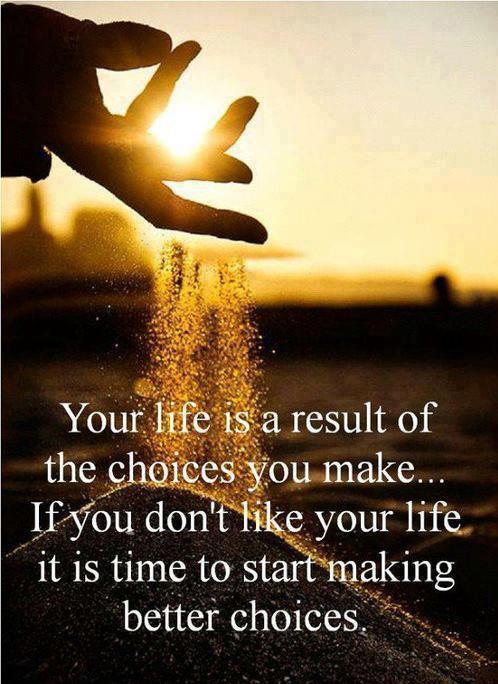 Your life is a result of
the choices you make...
If you don't like your life
it is time to start making
better choices.